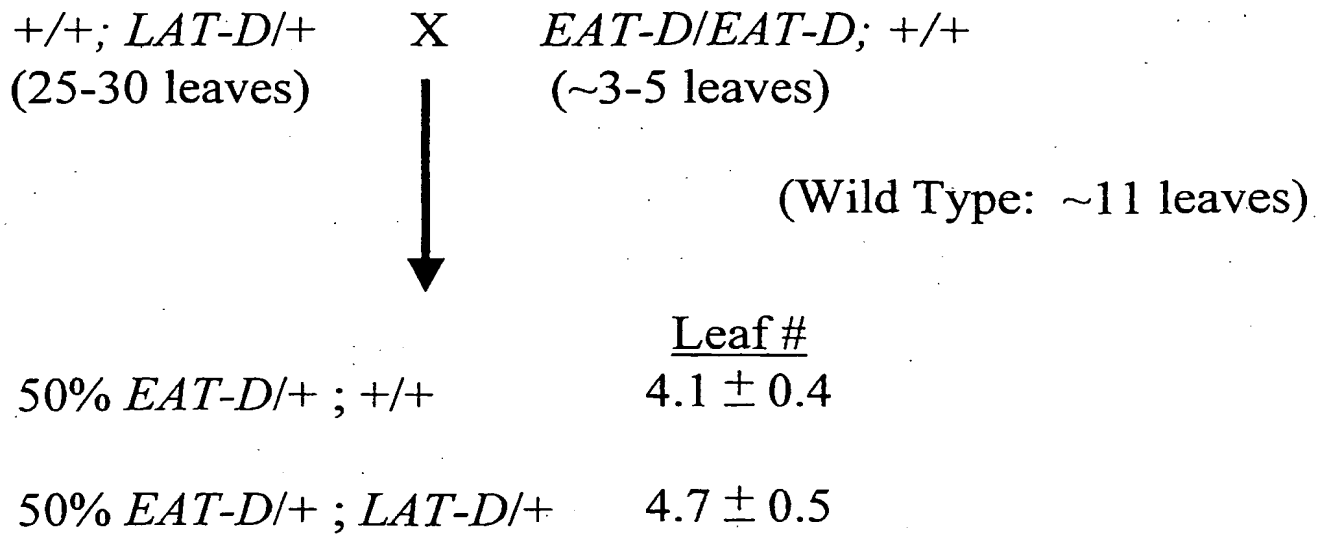 +/+; LAT-D/+ X EAT-D/EAT-D; +/+
(25-30 leaves) (~3-5 leaves)
(Wild Type: ~11 leaves)
Leaf #
50% EAT-D/+ ; +/+ 4.1 ± 0.4
50% EAT-D/+ ; LAT-D/+ 4.7 ± 0.5